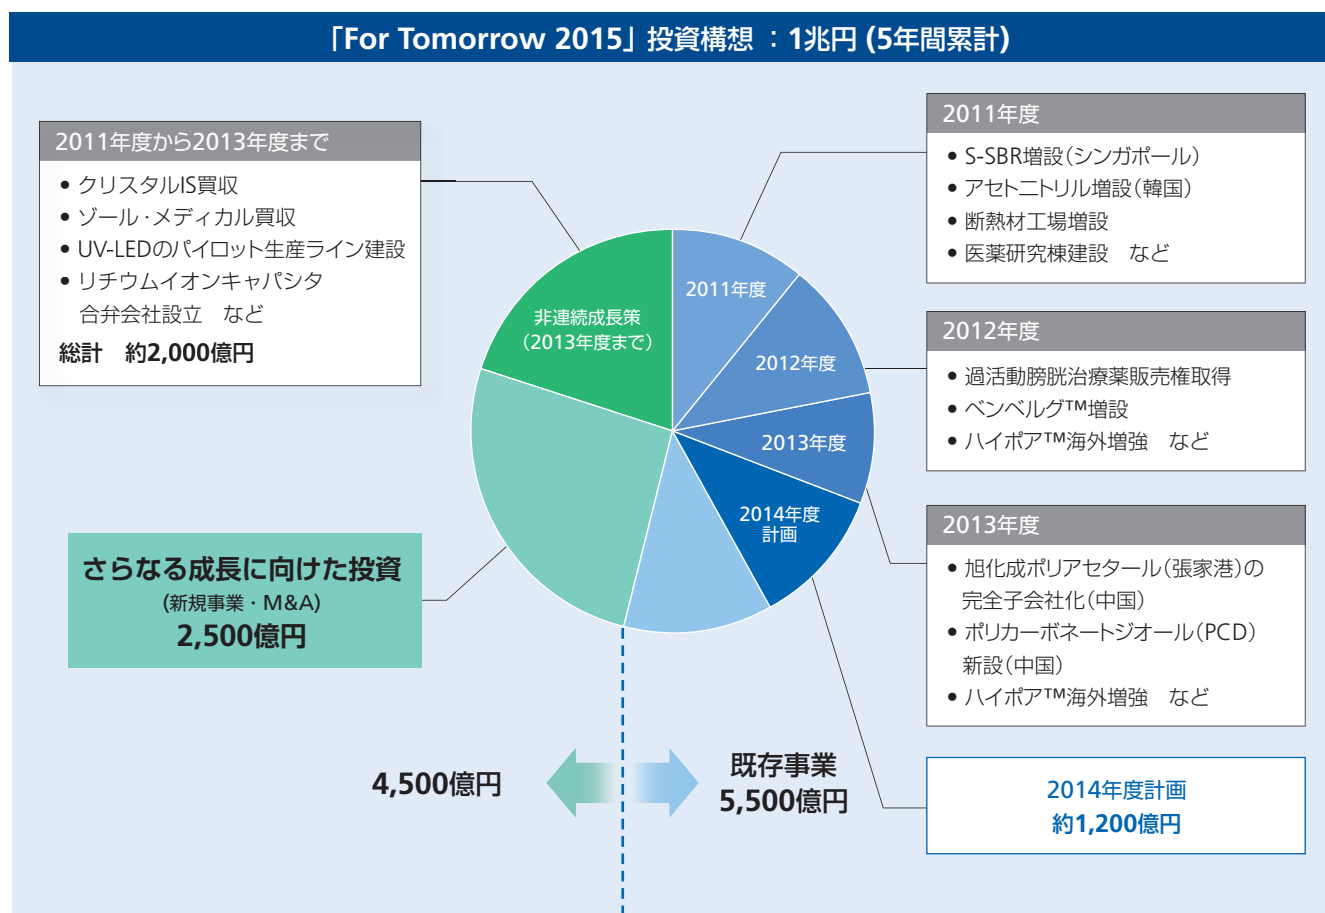 「For Tomorrow 2015」投資構想 ： 1兆円 (5年間累計)
2011年度から2013年度まで
• クリスタルIS買収
• ゾール・メディカル買収
• UV-LEDのパイロット生産ライン建設
• リチウムイオンキャパシタ
合弁会社設立　など
総計　約2,000億円
さらなる成長に向けた投資
(新規事業・M&A)
2,500億円
非連続成長策
（2013年度まで）
2011年度
2012年度
2013年度
2014年度
計画
2011年度
• S-SBR増設（シンガポール）
• アセトニトリル増設（韓国）
• 断熱材工場増設
• 医薬研究棟建設　など
2012年度
• 過活動膀胱治療薬販売権取得
• ベンベルグ™増設
• ハイポア™海外増強　など
2013年度
• 旭化成ポリアセタール（張家港）の
完全子会社化（中国）
• ポリカーボネートジオール（PCD）
新設（中国）
• ハイポア™海外増強　など
2014年度計画
約1,200億円
4,500億円
既存事業
5,500億円